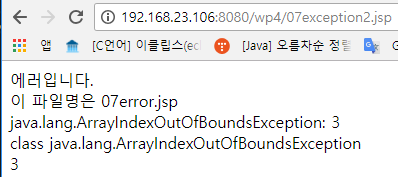 192.168.23.106:8080/wp4/07exception2.jsp
앱 [C언어] 이클립스(ecl [Java] 오름차순 정렬
에러입니다.
이 파일명은 07error.jsp
java.lang.ArrayIndexOutOfBoundsException: 3
class java.lang.ArrayIndexOutOfBoundsException
3